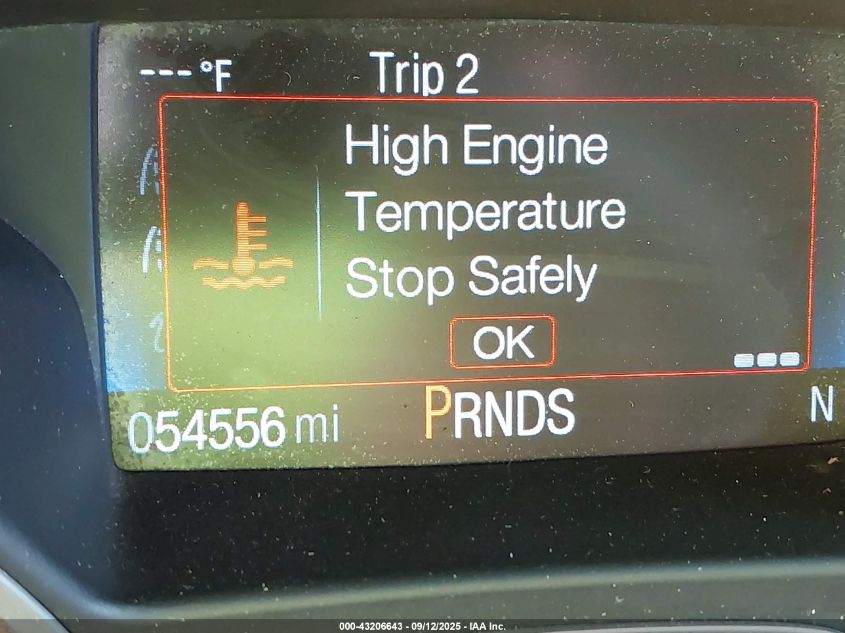 ---°F Trip 2
High Engine
Temperature
Stop Safely
OK
054556 mi PRNDS N
000-43206643 - 09/12/2025 - IAA Inc.